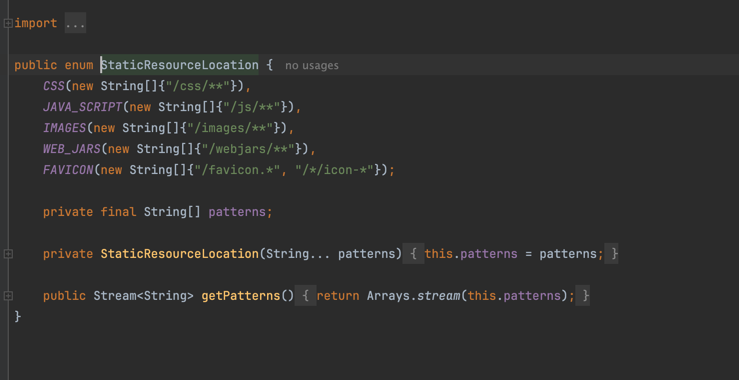 import ...
public enum StaticResourceLocation { no usages
CSS(new String[]{"/css/**"}),
JAVA_SCRIPT(new String[]{"/js/**"}),
IMAGES(new String[]{"/images/**"}),
WEB_JARS(new String[]{"/webjars/**"}),
FAVICON(new String[]{"/favicon.*", "/*/icon-*"});
private final String[] patterns;
private StaticResourceLocation(String... patterns) { this.patterns = patterns; }
public Stream<String> getPatterns() { return Arrays.stream(this.patterns); }
}